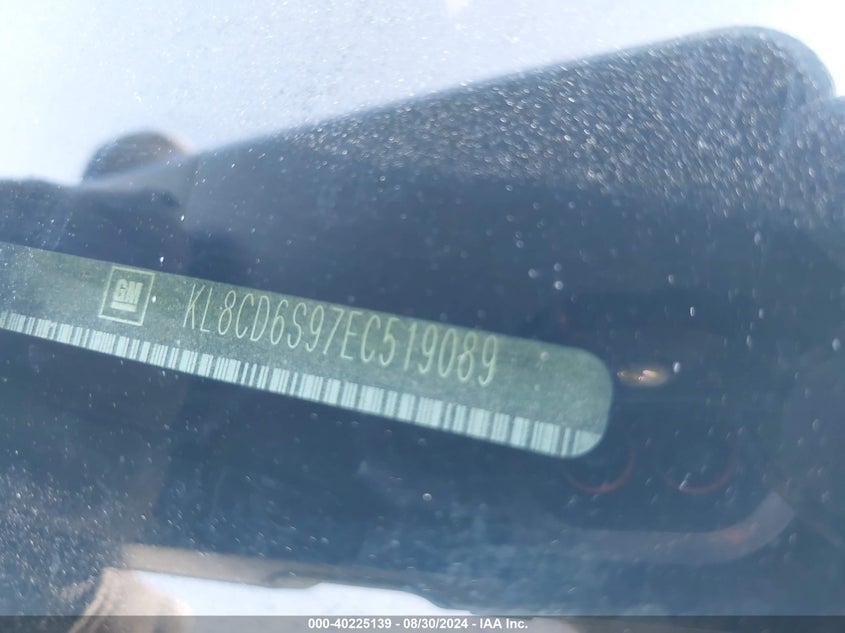 GM KL8CD6S97EC519089
000-40225139 - 08/30/2024 - IAA Inc.